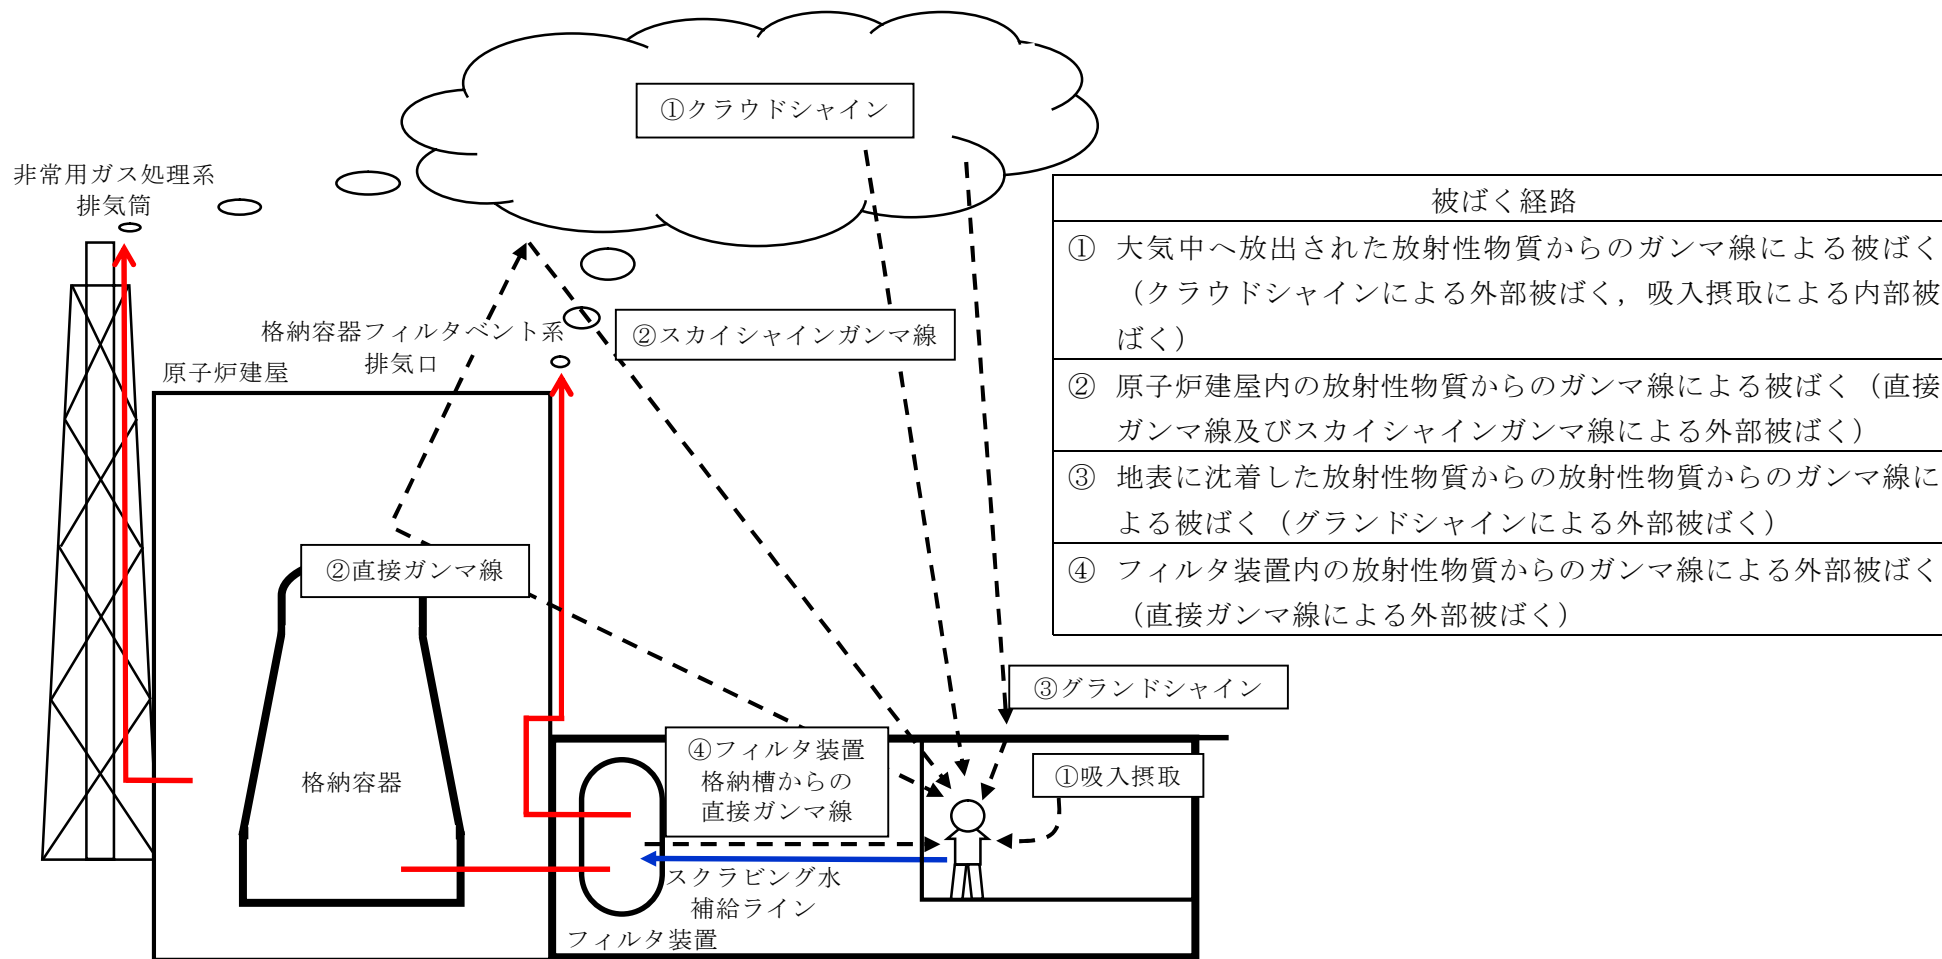 ①クラウドシャイン
非常用ガス処理系
排気筒
被ばく経路
① 大気中へ放出された放射性物質からのガンマ線による被ばく
（クラウドシャインによる外部被ばく，吸入摂取による内部被
ばく）
② 原子炉建屋内の放射性物質からのガンマ線による被ばく（直接
ガンマ線及びスカイシャインガンマ線による外部被ばく）
③ 地表に沈着した放射性物質からの放射性物質からのガンマ線に
よる被ばく（グランドシャインによる外部被ばく）
④ フィルタ装置内の放射性物質からのガンマ線による外部被ばく
（直接ガンマ線による外部被ばく）
格納容器フィルタベント系
排気口
②スカイシャインガンマ線
原子炉建屋
②直接ガンマ線
③グランドシャイン
④フィルタ装置
格納槽からの
直接ガンマ線
①吸入摂取
格納容器
スクラビング水
補給ライン
フィルタ装置